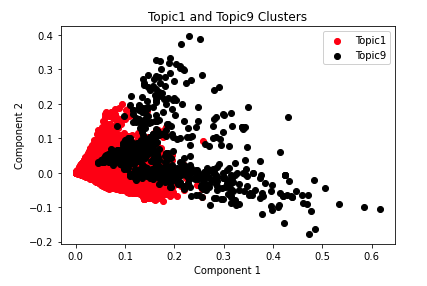 Topic1 and Topic9 Clusters
Topic1
Topic9
0.4
0.3
0.2
0.1
0.0
−0.1
−0.2
Component 2
0.0 0.1 0.2 0.3 0.4 0.5 0.6
Component 1